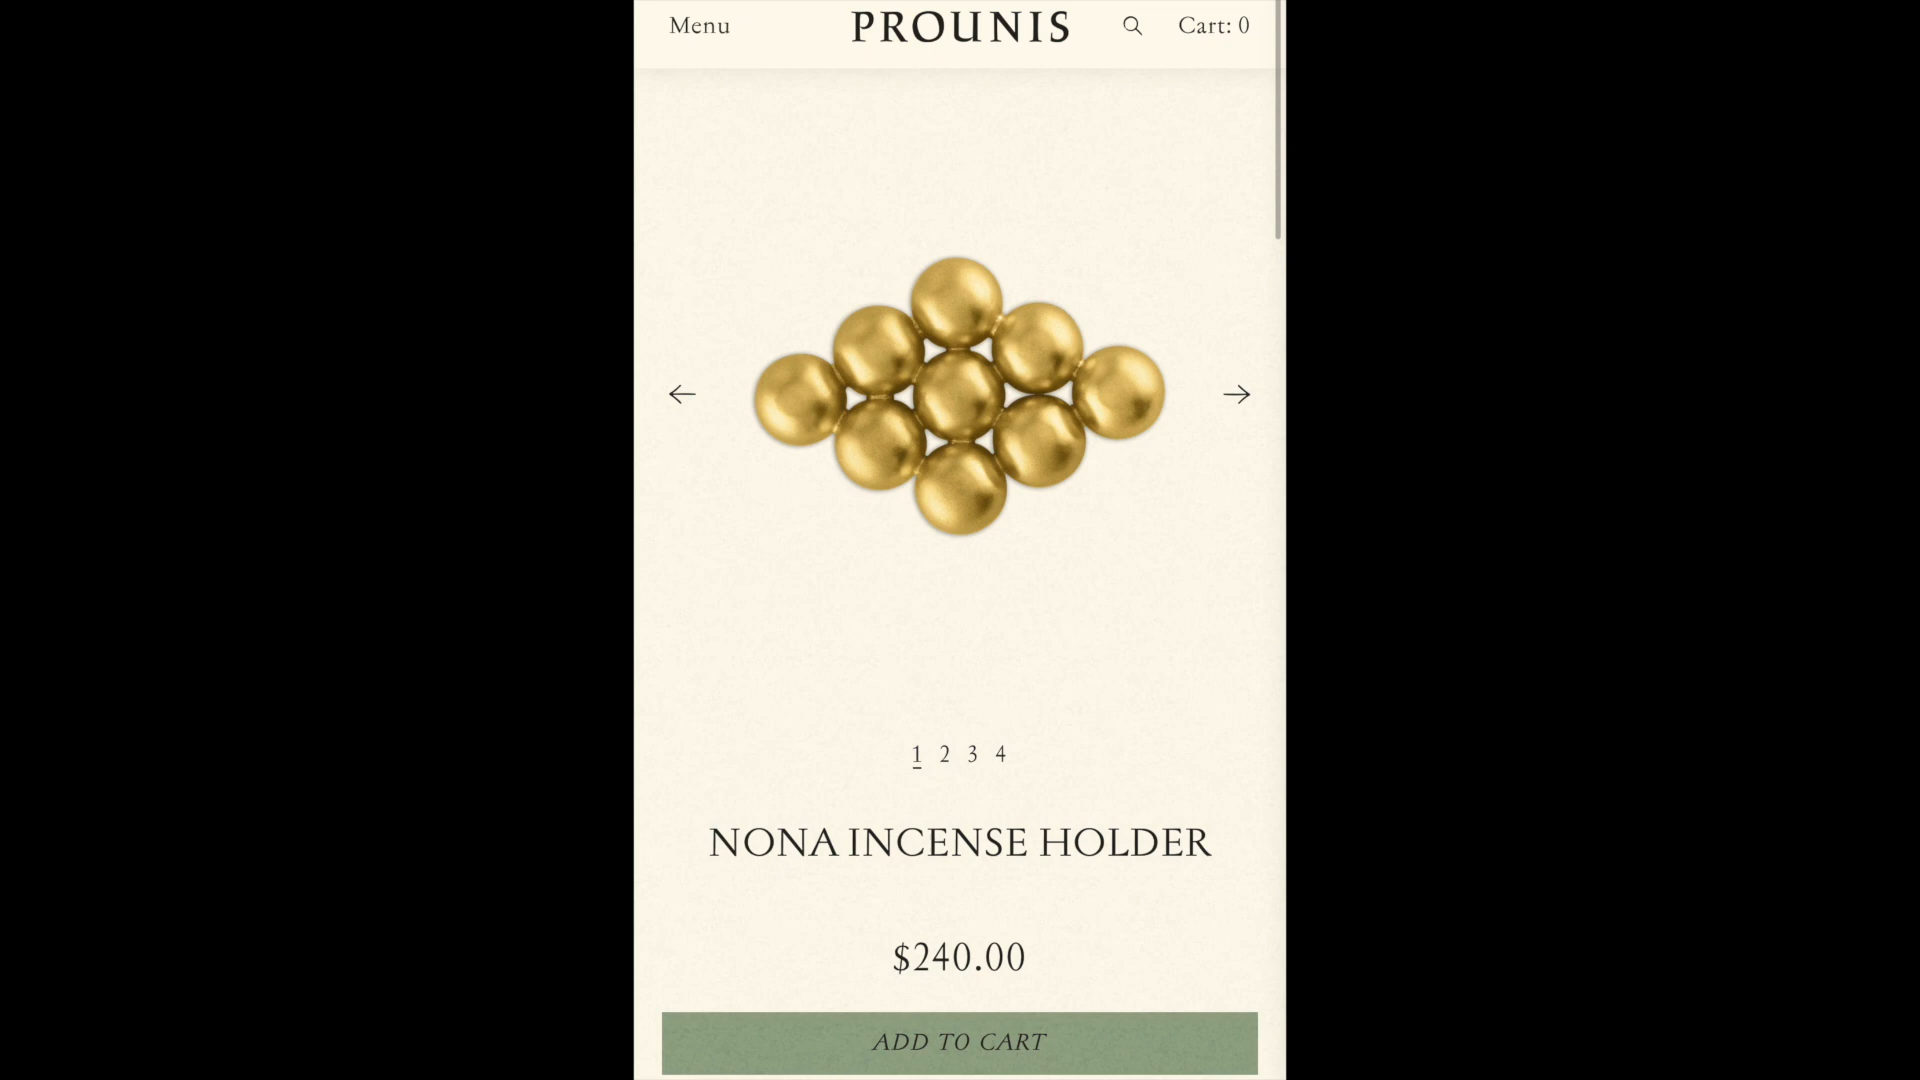 Menu PROUNIS Cart: 0
1 2 3 4
NONA INCENSE HOLDER
$240.00
ADD TO CART